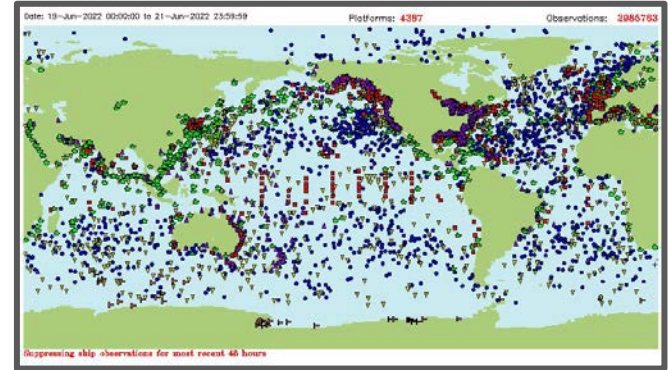 Date: 19-Jun-2022 00:00:00 to 21-Jun-2022 23:59:59 Platforms: 4387 Observations: 2985763
Suppressing ship observations for most recent 48 hours